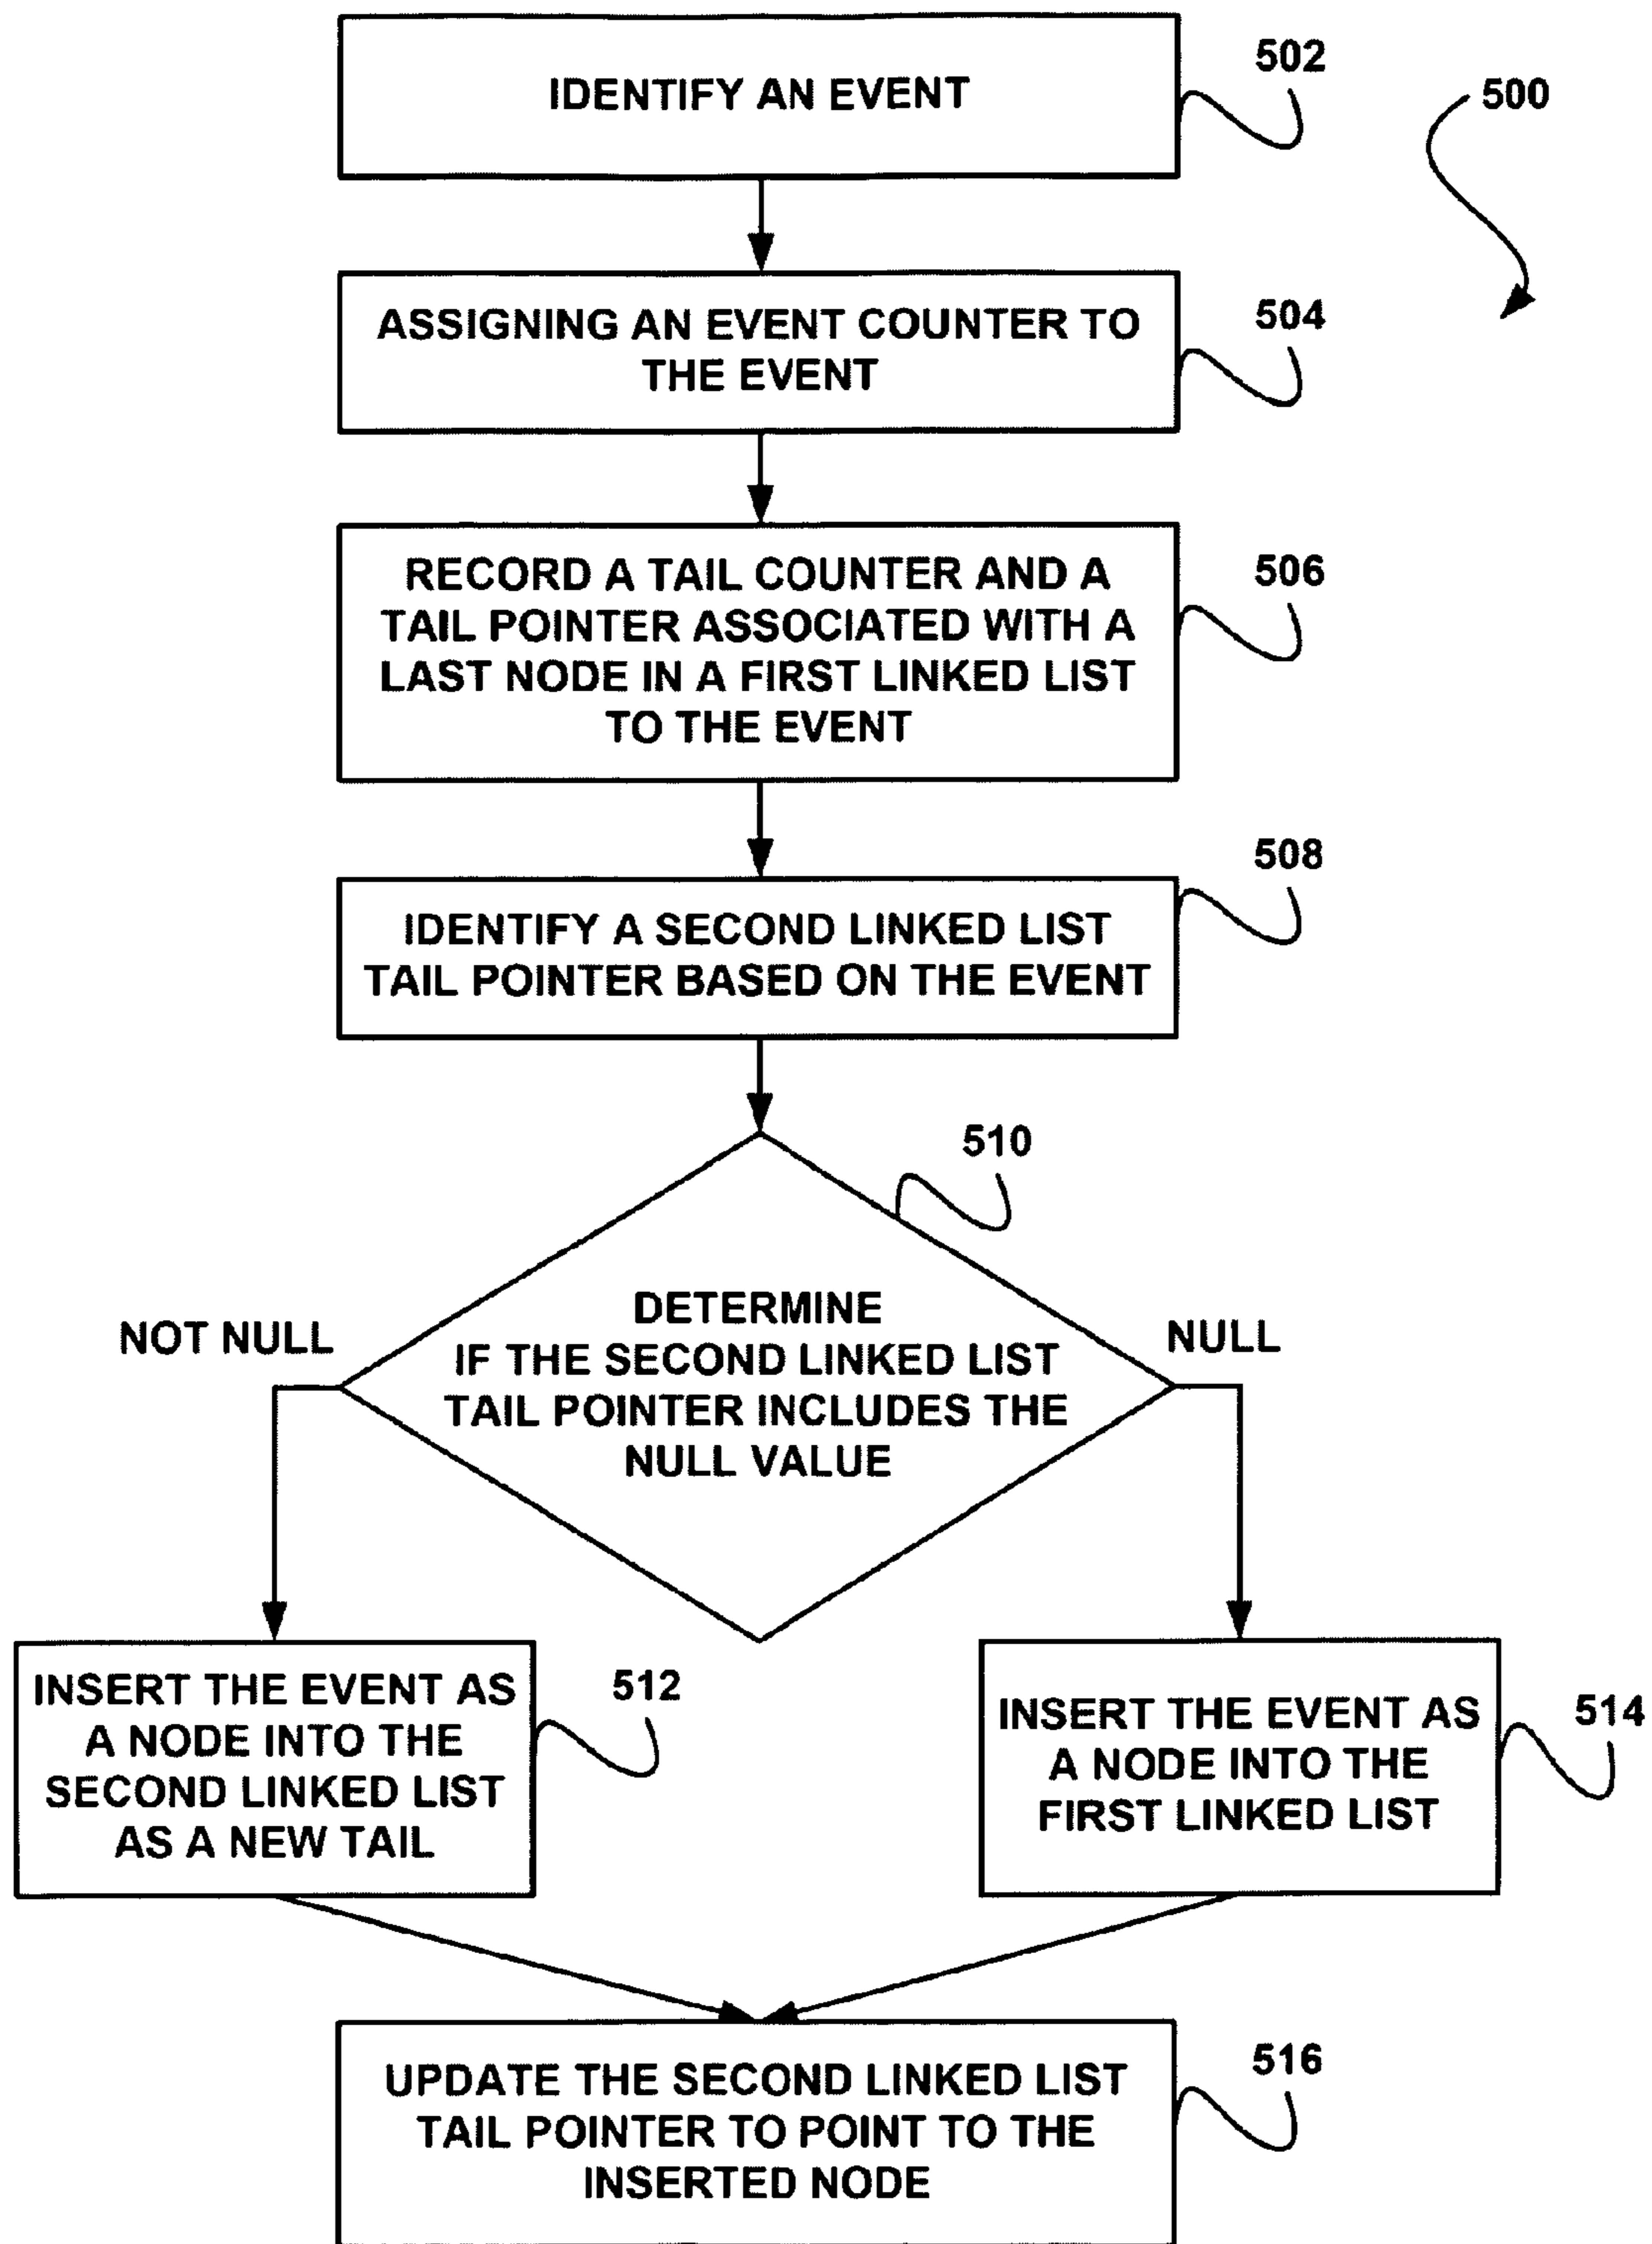 IDENTIFY AN EVENT
502
500
ASSIGNING AN EVENT COUNTER TO
THE EVENT
504
RECORD A TAIL COUNTER AND A
TAIL POINTER ASSOCIATED WITH A
LAST NODE IN A FIRST LINKED LIST
TO THE EVENT
506
IDENTIFY A SECOND LINKED LIST
TAIL POINTER BASED ON THE EVENT
508
510
DETERMINE
IF THE SECOND LINKED LIST
TAIL POINTER INCLUDES THE
NULL VALUE
NOT NULL
NULL
INSERT THE EVENT AS
A NODE INTO THE
SECOND LINKED LIST
AS A NEW TAIL
512
INSERT THE EVENT AS
A NODE INTO THE
FIRST LINKED LIST
514
UPDATE THE SECOND LINKED LIST
TAIL POINTER TO POINT TO THE
INSERTED NODE
516